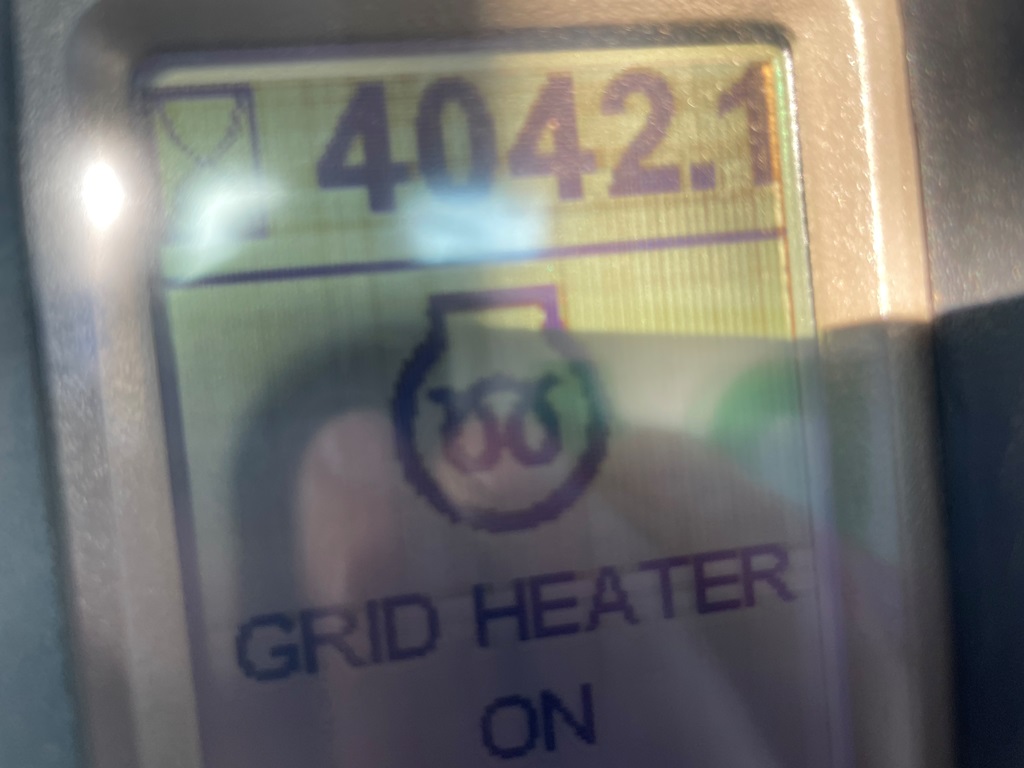 4042.1
GRID HEATER
ON